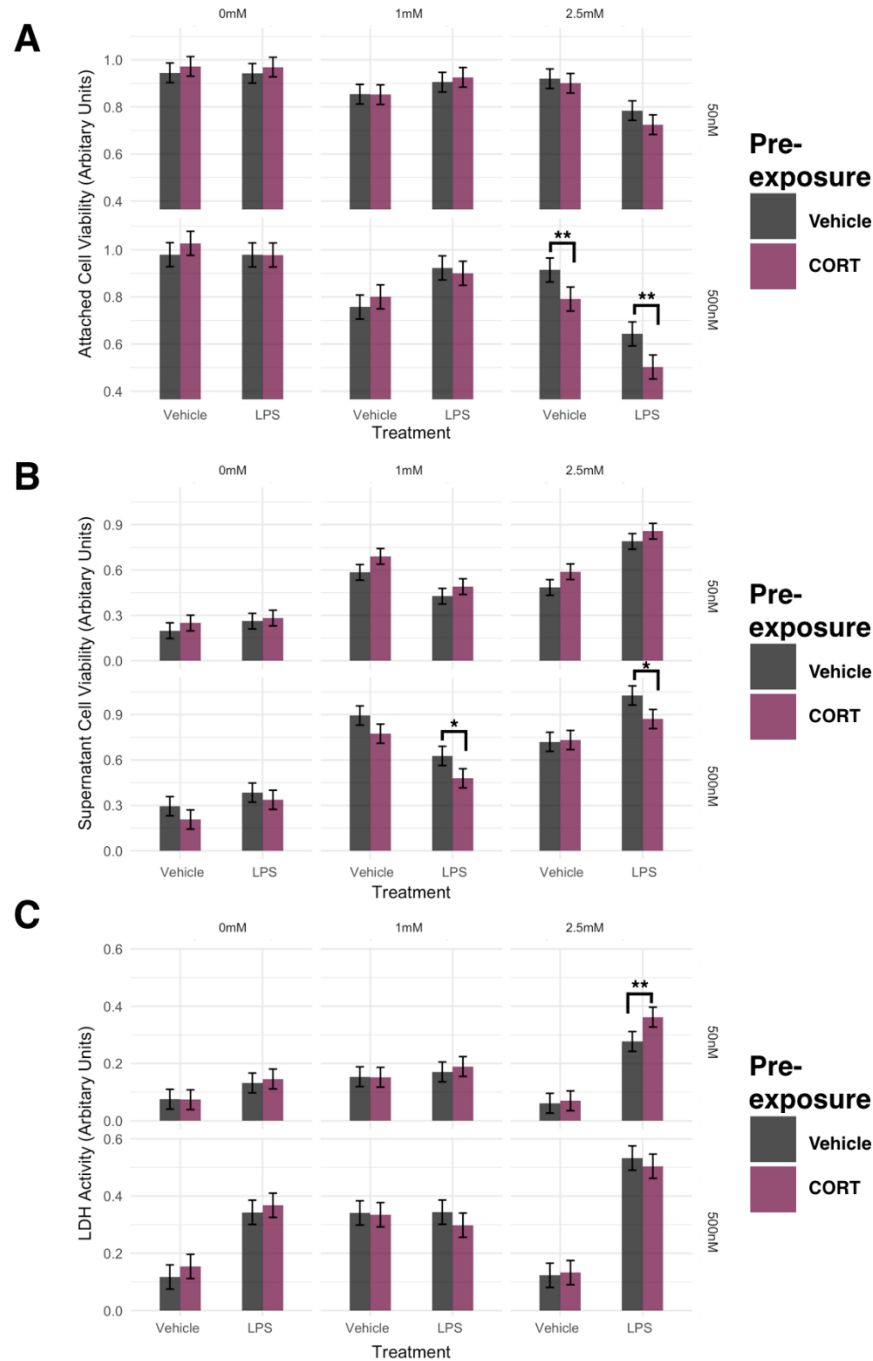 A
0mM 1mM 2.5mM
Attached Cell Viability (Arbitary Units)
1.0
0.8
0.6
0.4
50nM
1.0
0.8
0.6
0.4
** **
500nM
Vehicle LPS Vehicle LPS Vehicle LPS
Treatment
Pre-
exposure
Vehicle
CORT
B
0mM 1mM 2.5mM
Supernatant Cell Viability (Arbitary Units)
0.9
0.6
0.3
0.0
50nM
0.9
0.6
0.3
0.0
* *
500nM
Vehicle LPS Vehicle LPS Vehicle LPS
Treatment
Pre-
exposure
Vehicle
CORT
C
0mM 1mM 2.5mM
LDH Activity (Arbitary Units)
0.6
0.4
0.2
0.0
**
50nM
0.6
0.4
0.2
0.0
500nM
Vehicle LPS Vehicle LPS Vehicle LPS
Treatment
Pre-
exposure
Vehicle
CORT